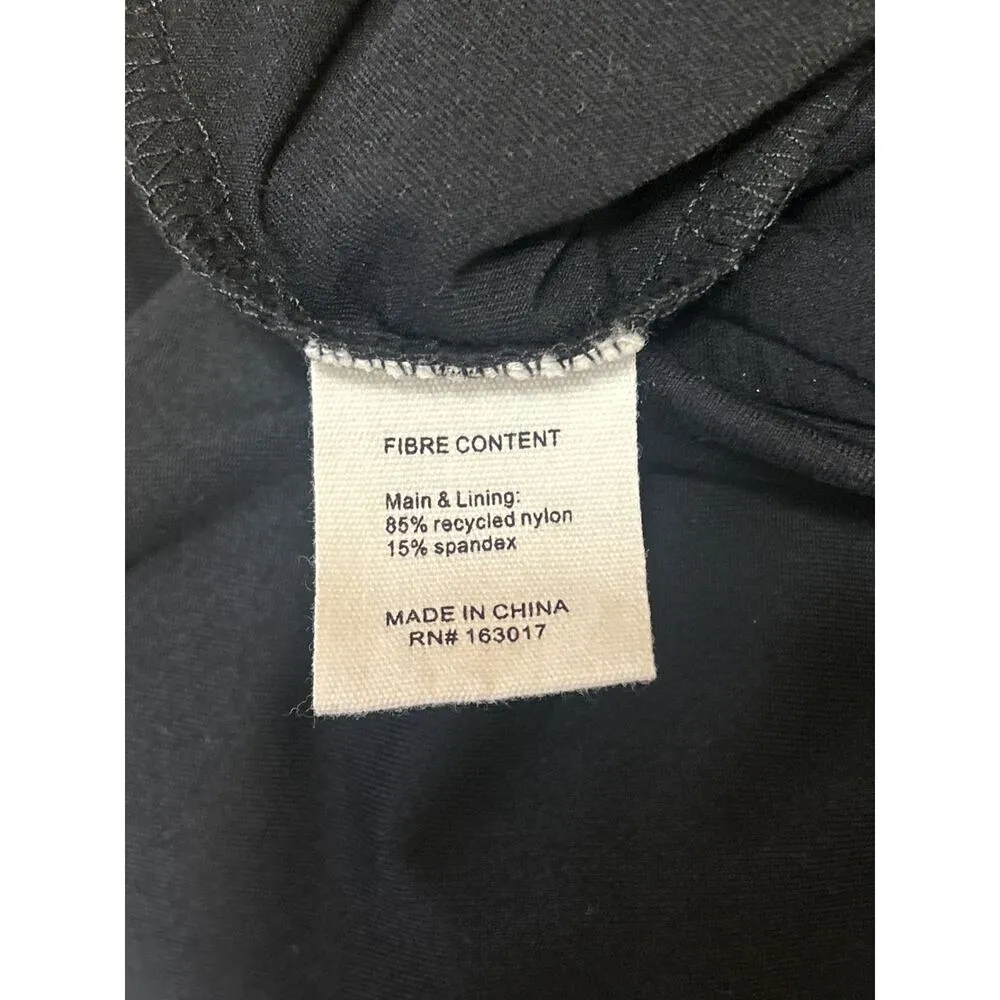 FIBRE CONTENT
Main & Lining:
85% recycled nylon
15% spandex
MADE IN CHINA
RN# 163017